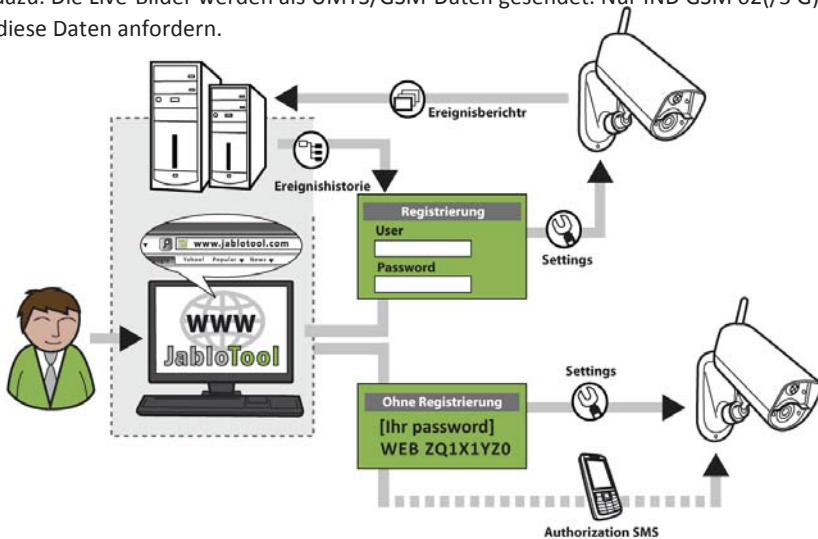 dazu. Die Live-Bilder werden als UMTS/GSM-Daten gesendet. Nur IND GSM 02(/3 G)
diese Daten anfordern.
Ereignisberichtr
Ereignishistorie
Registrierung
User
Password
Settings
www.jablotool.com
Yahoo! Popular News
WWW
JabloTool
Settings
Ohne Registrierung
[Ihr password]
WEB ZQ1X1YZ0
Authorization SMS